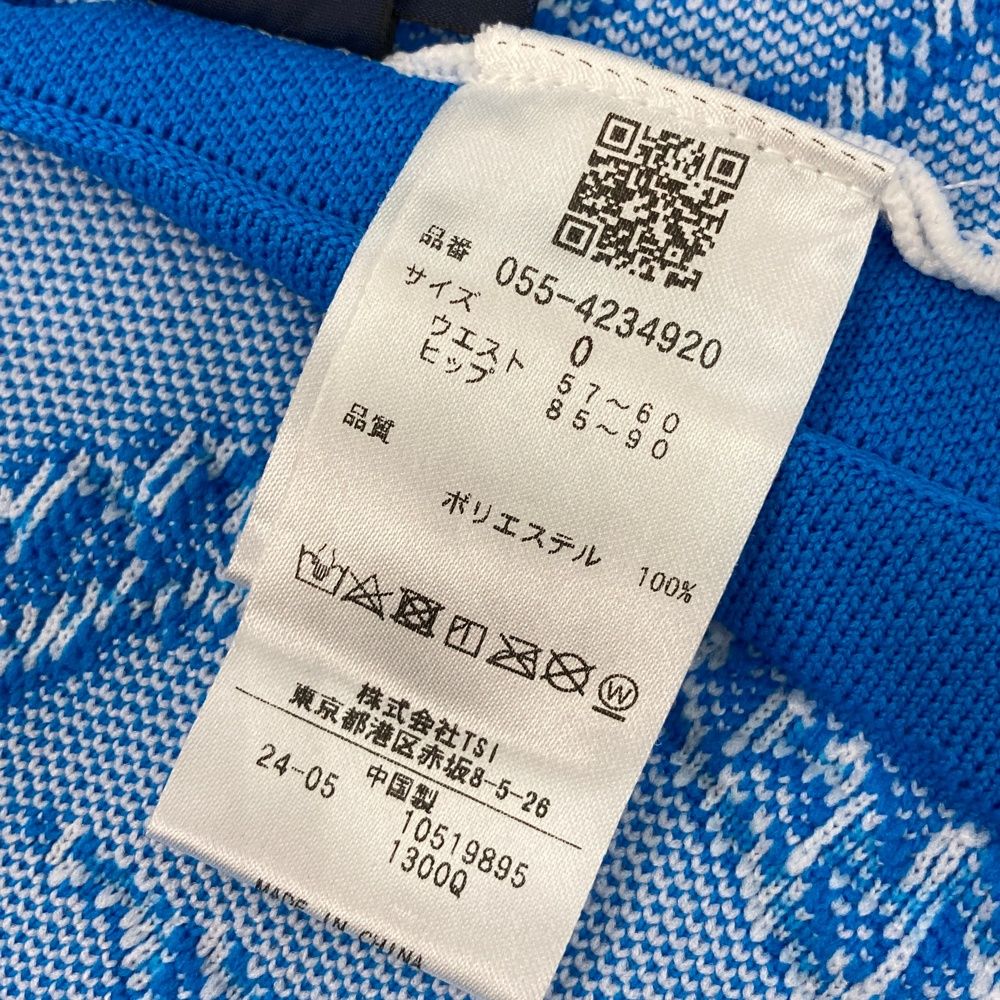 品番 055-4234920
サイズ 0
ウエスト 57～60
ヒップ 85～90
品質
ポリエステル 100%
W
株式会社TSI
東京都港区赤坂8-5-26
24-05 中国製
10519895
1300Q
MADE IN CHINA